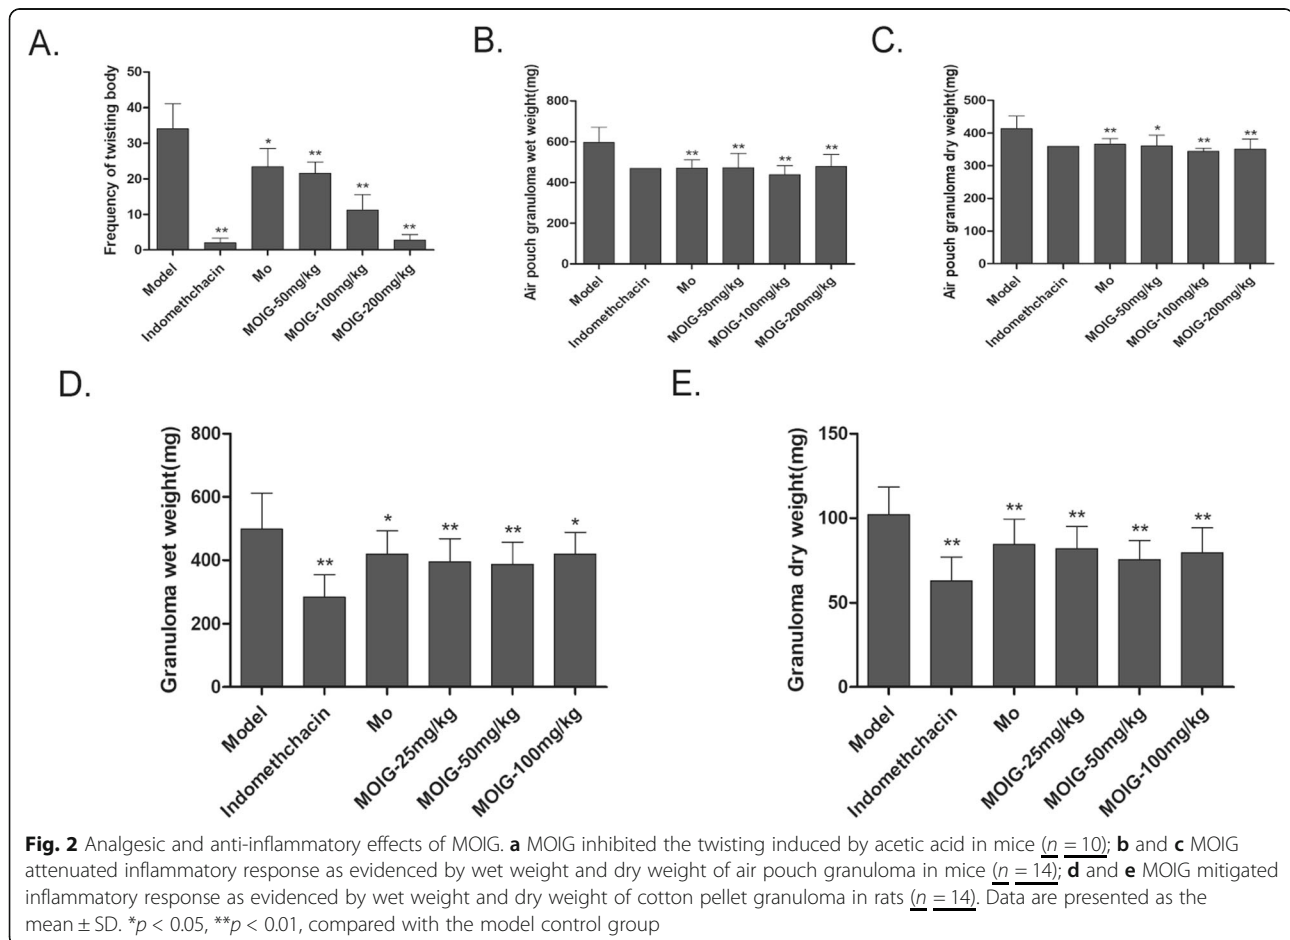 A.
Frequency of twisting body
50
40
30
20
10
0
*
**
**
**
**
Model
Indomethchacin
Mo
MOIG-50mg/kg
MOIG-100mg/kg
MOIG-200mg/kg
B.
Air pouch granuloma wet weight(mg)
800
600
400
200
0
**
**
**
**
Model
Indomethchacin
Mo
MOIG-50mg/kg
MOIG-100mg/kg
MOIG-200mg/kg
C.
Air pouch granuloma dry weight(mg)
500
400
300
200
100
0
**
*
**
**
Model
Indomethchacin
Mo
MOIG-50mg/kg
MOIG-100mg/kg
MOIG-200mg/kg
D.
Granuloma wet weight(mg)
800
600
400
200
0
**
*
**
**
*
Model
Indomethchacin
Mo
MOIG-25mg/kg
MOIG-50mg/kg
MOIG-100mg/kg
E.
Granuloma dry weight(mg)
150
100
50
0
**
**
**
**
**
Model
Indomethchacin
Mo
MOIG-25mg/kg
MOIG-50mg/kg
MOIG-100mg/kg
Fig. 2 Analgesic and anti-inflammatory effects of MOIG. a MOIG inhibited the twisting induced by acetic acid in mice (n = 10); b and c MOIG
attenuated inflammatory response as evidenced by wet weight and dry weight of air pouch granuloma in mice (n = 14); d and e MOIG mitigated
inflammatory response as evidenced by wet weight and dry weight of cotton pellet granuloma in rats (n = 14). Data are presented as the
mean ± SD. *p < 0.05, **p < 0.01, compared with the model control group